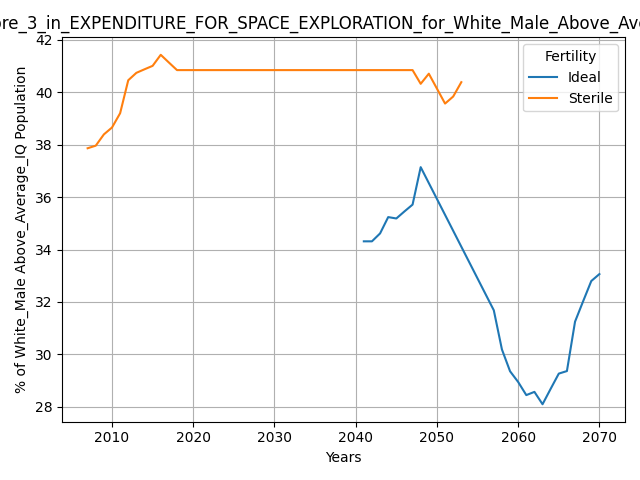 ore_3_in_EXPENDITURE_FOR_SPACE_EXPLORATION_for_White_Male_Above_Ave
42
40
38
36
34
32
30
28
% of White_Male Above_Average_IQ Population
Fertility
Ideal
Sterile
2010 2020 2030 2040 2050 2060 2070
Years